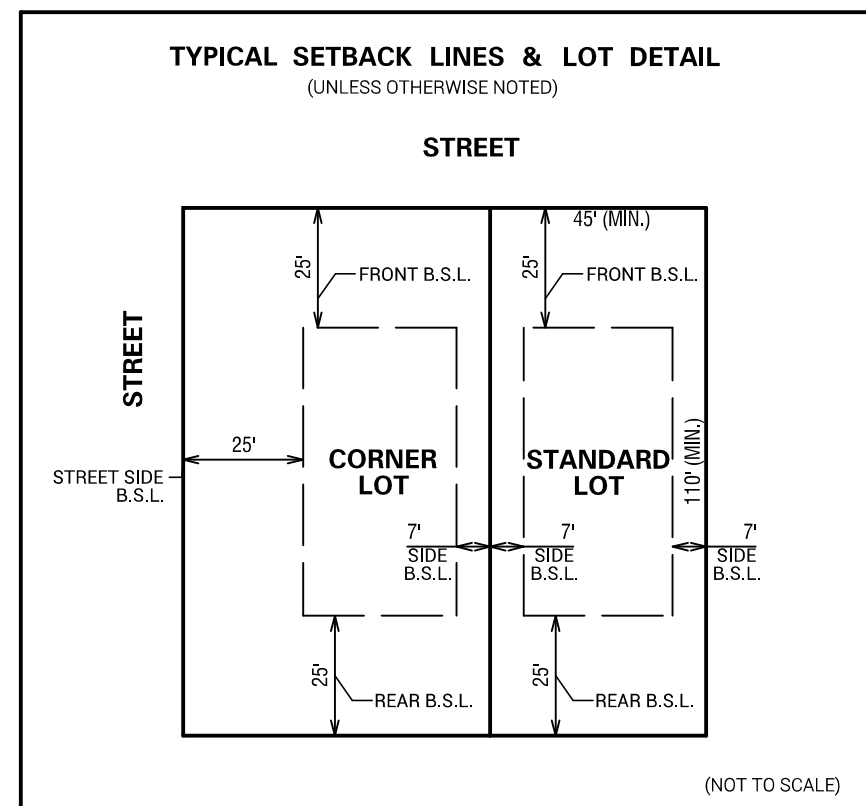 TYPICAL SETBACK LINES & LOT DETAIL
(UNLESS OTHERWISE NOTED)
STREET
45' (MIN.)
25'
FRONT B.S.L.
25'
FRONT B.S.L.
STREET
25'
STREET SIDE
B.S.L.
CORNER
LOT
STANDARD
LOT
110' (MIN.)
7'
SIDE
B.S.L.
7'
SIDE
B.S.L.
7'
SIDE
B.S.L.
25'
REAR B.S.L.
25'
REAR B.S.L.
(NOT TO SCALE)